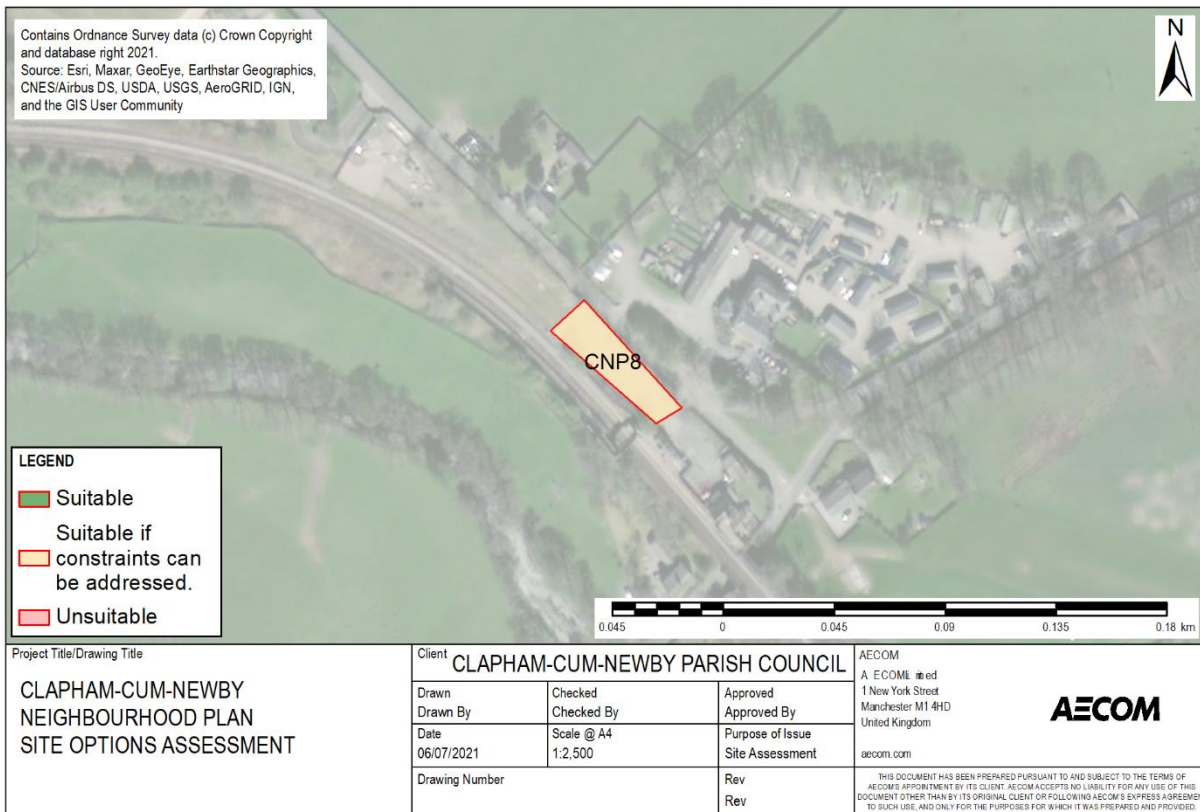 Contains Ordnance Survey data (c) Crown Copyright
and database right 2021.
Source: Esri, Maxar, GeoEye, Earthstar Geographics,
CNES/Airbus DS, USDA, USGS, AeroGRID, IGN,
and the GIS User Community
N
CNP8
LEGEND
Suitable
Suitable if
constraints can
be addressed.
Unsuitable
0.045 0 0.045 0.09 0.135 0.18 km
Project Title/Drawing Title
CLAPHAM-CUM-NEWBY
NEIGHBOURHOOD PLAN
SITE OPTIONS ASSESSMENT
Client CLAPHAM-CUM-NEWBY PARISH COUNCIL
Drawn Checked Approved
Drawn By Checked By Approved By
Date Scale @ A4 Purpose of Issue
06/07/2021 1:2,500 Site Assessment
Drawing Number Rev
Rev
AECOM
1 New York Street
Manchester M1 4HD
United Kingdom
aecom.com
AECOM
THIS DOCUMENT HAS BEEN PREPARED PURSUANT TO AND SUBJECT TO THE TERMS OF
AECOM'S APPOINTMENT BY ITS CLIENT. AECOM ACCEPTS NO LIABILITY FOR ANY USE OF THIS
DOCUMENT OTHER THAN BY ITS ORIGINAL CLIENT OR FOLLOWING AECOM'S EXPRESS AGREEMEN
TO SUCH USE, AND ONLY FOR THE PURPOSES FOR WHICH IT WAS PREPARED AND PROVIDED.